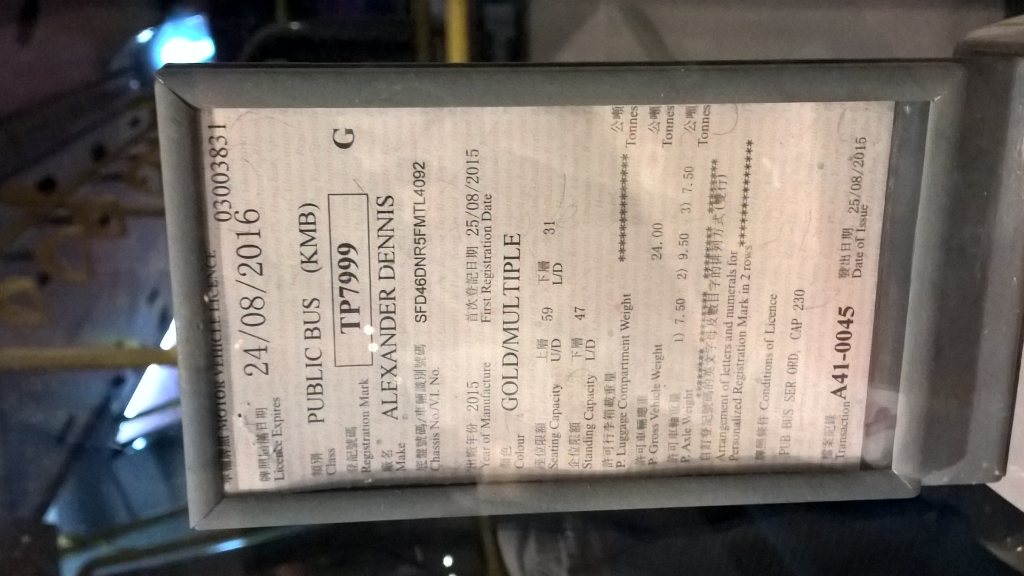 車輛牌照 MOTOR VEHICLE LICENCE 03003831
牌照屆滿日期 24/08/2016
Licence Expires
類別 PUBLIC BUS (KMB)
Class
登記號碼 TP7999 G
Registration Mark
廠名 ALEXANDER DENNIS
Make
底盤號碼/車輛識別號碼 SFD46DNR5FMTL4092
Chassis No./V.I. No.
出廠年份 2015 首次登記日期 25/08/2015
Year of Manufacture First Registration Date
顏色 GOLD/MULTIPLE
Colour
座位限額 上層 59 下層 31
Seating Capacity U/D L/D
企位限額 下層 47
Standing Capacity L/D
許可行李箱載重量 ****************** 公噸
P. Luggage Compartment Weight Tonnes
許可車輛總重 24.00 公噸
P. Gross Vehicle Weight Tonnes
許可車軸重量 1) 7.50 2) 9.50 3) 7.50 公噸
P. Axle Weight Tonnes
Arrangement of letters and numerals for
Personalized Registration Mark in 2 rows ******************
牌照條件 Conditions of Licence
PUB BUS SER ORD, CAP 230
檔案紀錄 A41-0045 發出日期 25/08/2015
Transaction Date of Issue